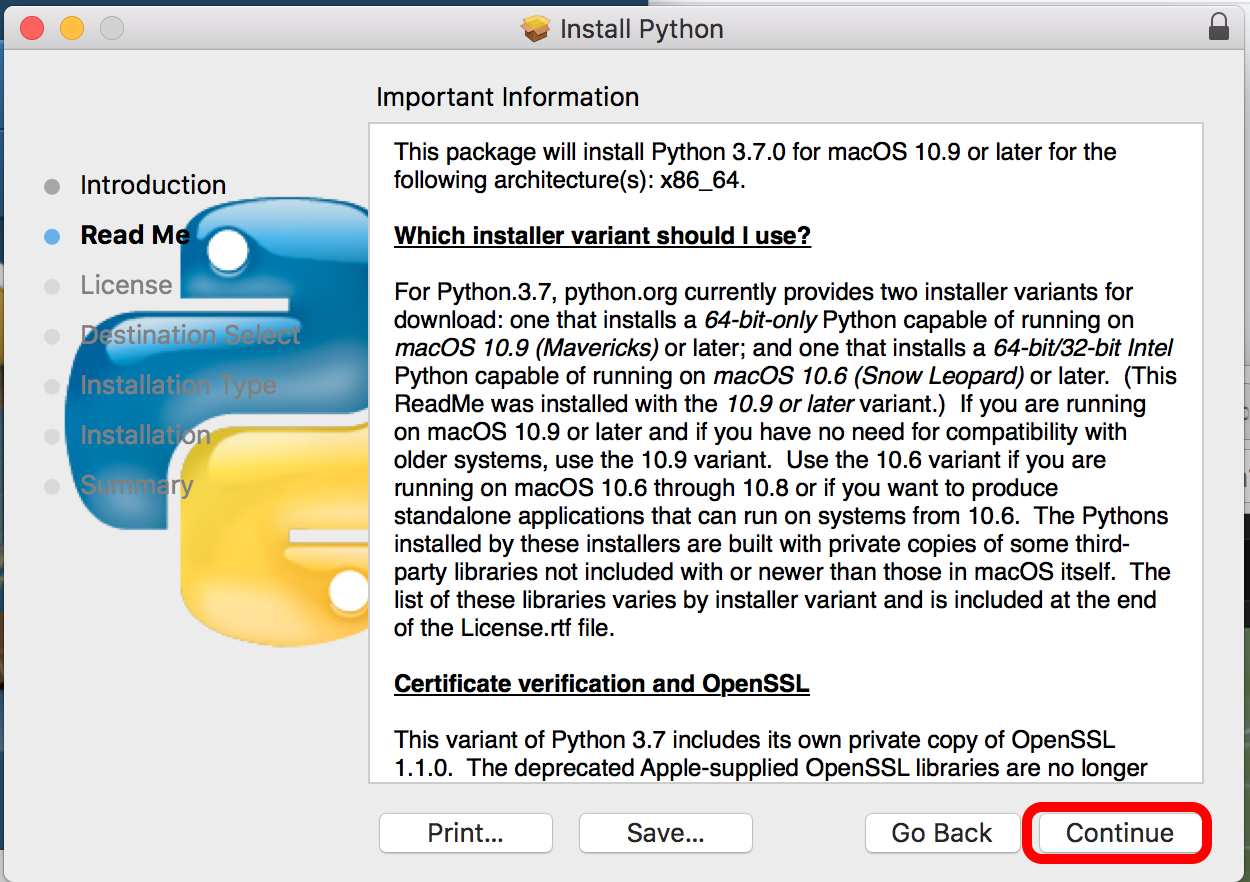 Install Python
Important Information
Introduction
Read Me
License
Destination Select
Installation Type
Installation
Summary
This package will install Python 3.7.0 for macOS 10.9 or later for the
following architecture(s): x86_64.
Which installer variant should I use?
For Python.3.7, python.org currently provides two installer variants for
download: one that installs a 64-bit-only Python capable of running on
macOS 10.9 (Mavericks) or later; and one that installs a 64-bit/32-bit Intel
Python capable of running on macOS 10.6 (Snow Leopard) or later.  (This
ReadMe was installed with the 10.9 or later variant.)  If you are running
on macOS 10.9 or later and if you have no need for compatibility with
older systems, use the 10.9 variant.  Use the 10.6 variant if you are
running on macOS 10.6 through 10.8 or if you want to produce
standalone applications that can run on systems from 10.6.  The Pythons
installed by these installers are built with private copies of some third-
party libraries not included with or newer than those in macOS itself.  The
list of these libraries varies by installer variant and is included at the end
of the License.rtf file.
Certificate verification and OpenSSL
This variant of Python 3.7 includes its own private copy of OpenSSL
1.1.0.  The deprecated Apple-supplied OpenSSL libraries are no longer
Print... Save... Go Back Continue